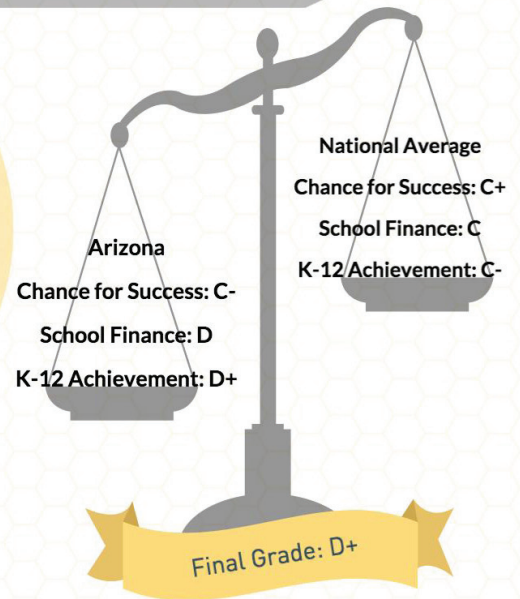 Arizona
Chance for Success: C-
School Finance: D
K-12 Achievement: D+
National Average
Chance for Success: C+
School Finance: C
K-12 Achievement: C-
Final Grade: D+